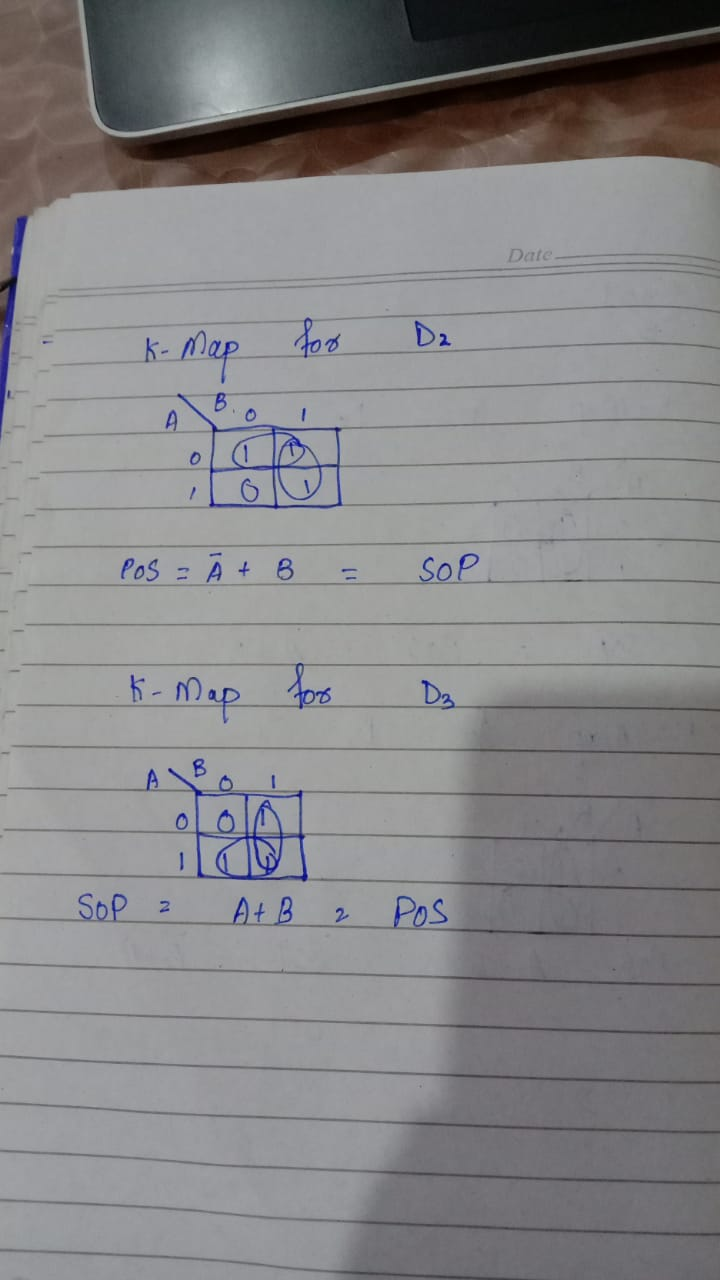 Date
K-Map for D2
B 0 1
A
0 1 1
1 0 1
POS = Ā + B = SOP
K-Map for D3
A B 0 1
0 0 1
1 1 1
SOP = A+B = POS